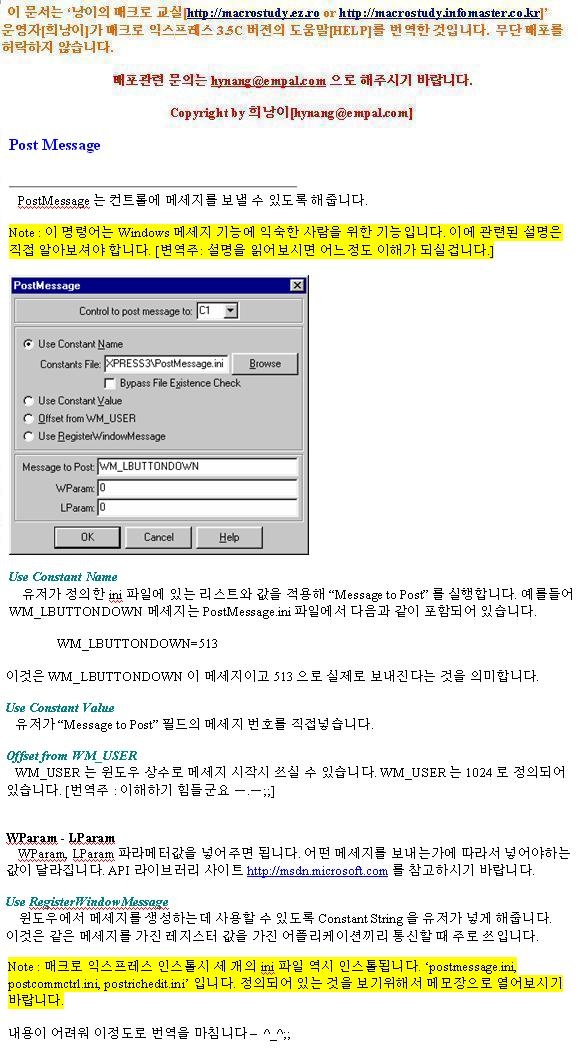 이 문서는 ‘낭이의 매크로 교실[http://macrostudy.ez.ro or http://macrostudy.infomaster.co.kr]’
운영자[희낭이]가 매크로 익스프레스 3.5C 버젼의 도움말[HELP]를 번역한 것입니다. 무단 배포를
허락하지 않습니다.
배포관련 문의는 hynang@empal.com 으로 해주시기 바랍니다.
Copyright by 희낭이[hynang@empal.com]
Post Message
PostMessage 는 컨트롤에 메세지를 보낼 수 있도록 해줍니다.
Note : 이 명령어는 Windows 메세지 기능에 익숙한 사람을 위한 기능입니다. 이에 관련된 설명은
직접 알아보셔야 합니다. [변역주: 설명을 읽어보시면 어느정도 이해가 되실겁니다.]
PostMessage
Control to post message to: C1
Use Constant Name
Constants File: XPRESS3\PostMessage.ini Browse
Bypass File Existence Check
Use Constant Value
Offset from WM_USER
Use RegisterWindowMessage
Message to Post: WM_LBUTTONDOWN
WParam: 0
LParam: 0
OK Cancel Help
Use Constant Name
유저가 정의한 ini 파일에 있는 리스트와 값을 적용해 “Message to Post” 를 실행합니다. 예를들어
WM_LBUTTONDOWN 메세지는 PostMessage.ini 파일에서 다음과 같이 포함되어 있습니다.
WM_LBUTTONDOWN=513
이것은 WM_LBUTTONDOWN 이 메세지이고 513 으로 실제로 보내진다는 것을 의미합니다.
Use Constant Value
유저가 “Message to Post” 필드의 메세지 번호를 직접넣습니다.
Offset from WM_USER
WM_USER 는 윈도우 상수로 메세지 시작시 쓰실 수 있습니다. WM_USER 는 1024 로 정의되어
있습니다. [번역주 : 이해하기 힘들군요 ㅡ.ㅡ;;]
WParam - LParam
WParam, LParam 파라메터값을 넣어주면 됩니다. 어떤 메세지를 보내는가에 따라서 넣어야하는
값이 달라집니다. API 라이브러리 사이트 http://msdn.microsoft.com 를 참고하시기 바랍니다.
Use RegisterWindowMessage
윈도우에서 메세지를 생성하는데 사용할 수 있도록 Constant String 을 유저가 넣게 해줍니다.
이것은 같은 메세지를 가진 레지스터 값을 가진 어플리케이션끼리 통신할 때 주로 쓰입니다.
Note : 매크로 익스프레스 인스톨시 세 개의 ini 파일 역시 인스톨됩니다. ‘postmessage.ini,
postcommctrl.ini, postrichedit.ini’ 입니다. 정의되어 있는 것을 보기위해서 메모장으로 열어보시기
바랍니다.
내용이 어려워 이정도로 번역을 마침니다 – ^_^;;